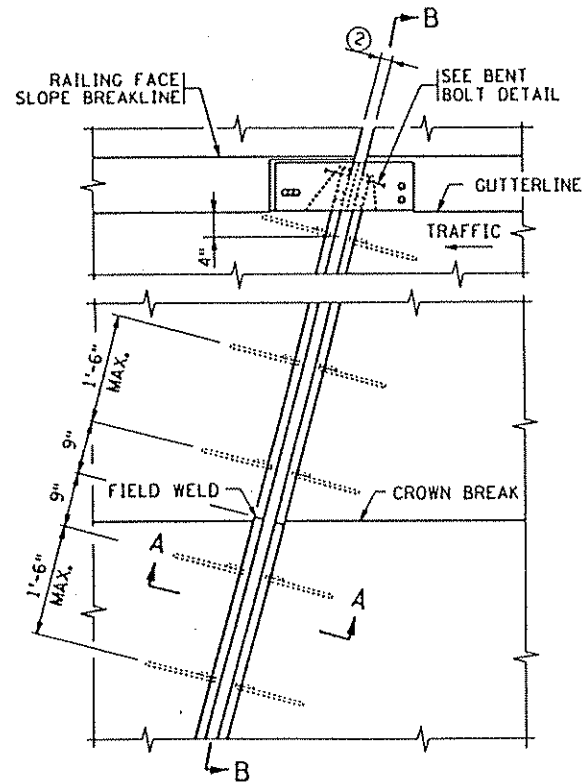 B
②
RAILING FACE
SLOPE BREAKLINE
SEE BENT
BOLT DETAIL
GUTTERLINE
TRAFFIC
4"
1'-6"
MAX.
9"
9"
FIELD WELD
CROWN BREAK
A
A
1'-6"
MAX.
B